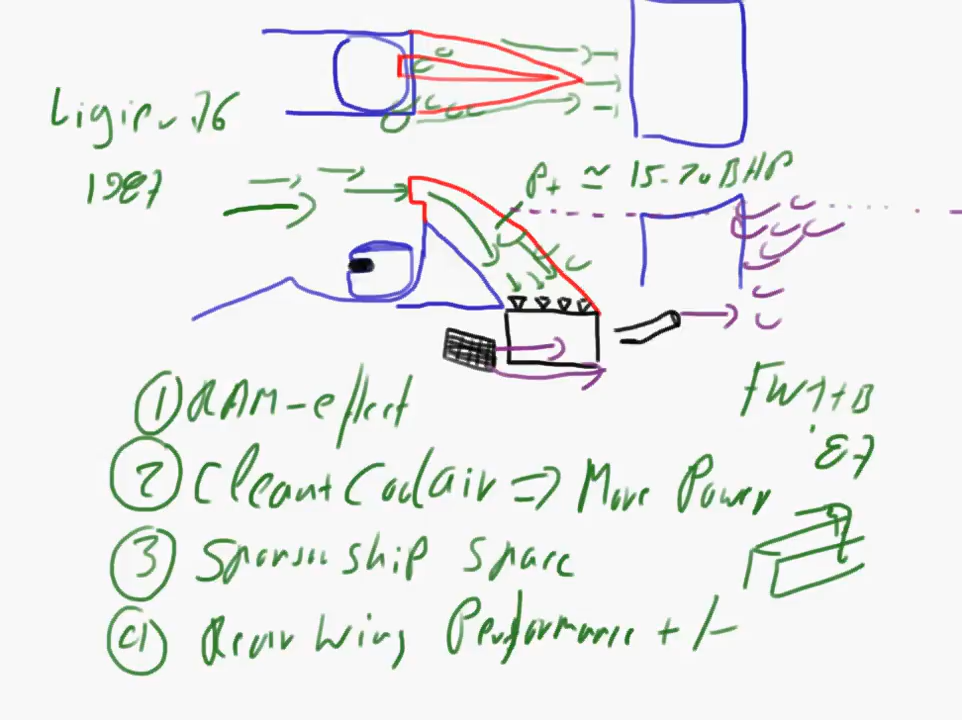 Ligier J6
1987
P+ ≃ 15-20 BHP
① RAM-effect
② Clean+Cool air => More Power
③ Sponsorship Space
④ Rear Wing Performance +/-
FW11B
'87